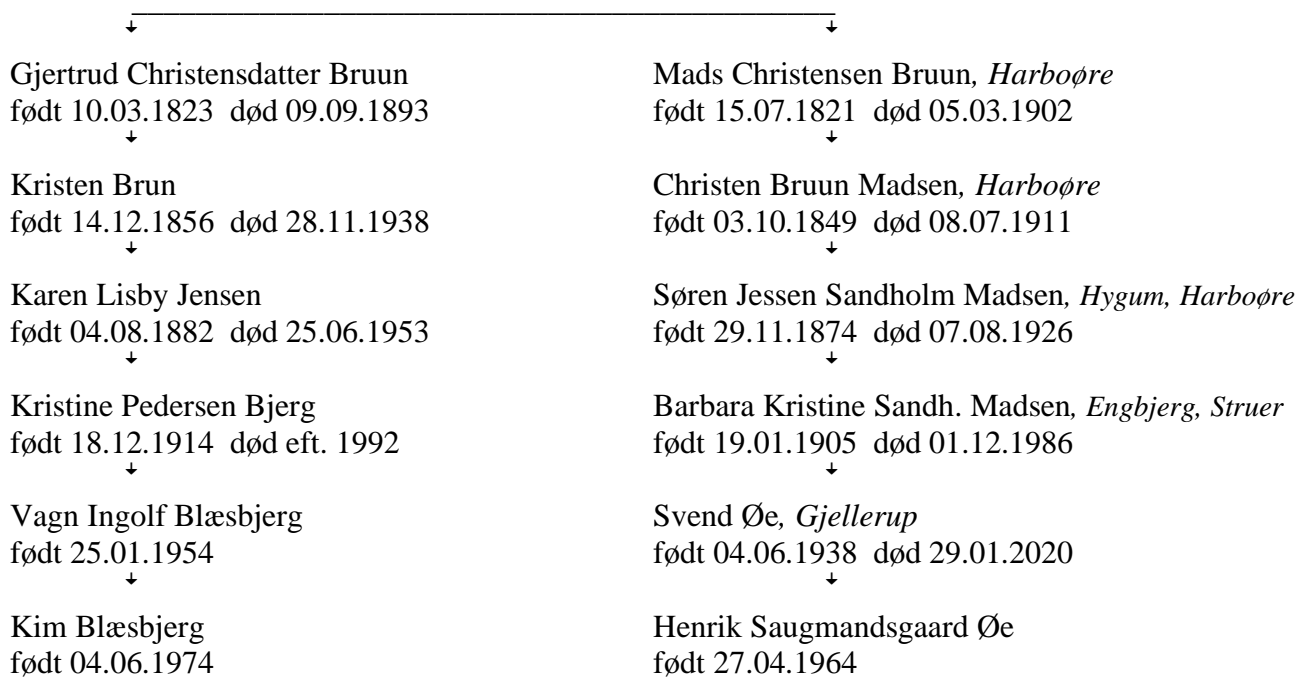 Gjertrud Christensdatter Bruun
født 10.03.1823 død 09.09.1893
Kristen Brun
født 14.12.1856 død 28.11.1938
Karen Lisby Jensen
født 04.08.1882 død 25.06.1953
Kristine Pedersen Bjerg
født 18.12.1914 død eft. 1992
Vagn Ingolf Blæsbjerg
født 25.01.1954
Kim Blæsbjerg
født 04.06.1974
Mads Christensen Bruun, Harboøre
født 15.07.1821 død 05.03.1902
Christen Bruun Madsen, Harboøre
født 03.10.1849 død 08.07.1911
Søren Jessen Sandholm Madsen, Hygum, Harboøre
født 29.11.1874 død 07.08.1926
Barbara Kristine Sandh. Madsen, Engbjerg, Struer
født 19.01.1905 død 01.12.1986
Svend Øe, Gjellerup
født 04.06.1938 død 29.01.2020
Henrik Saugmandsgaard Øe
født 27.04.1964